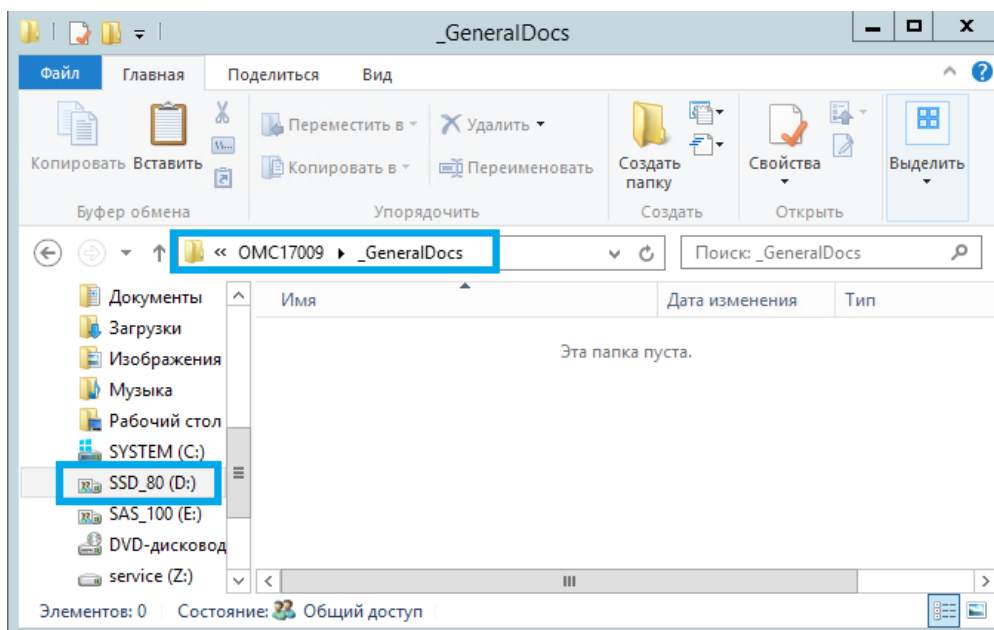 _GeneralDocs
Файл Главная Поделиться Вид
Копировать Вставить
Переместить в
Копировать в
Удалить
Переименовать
Создать папку
Свойства
Выделить
Буфер обмена Упорядочить Создать Открыть
« OMC17009 ▸ _GeneralDocs
Поиск: _GeneralDocs
Имя Дата изменения Тип
Эта папка пуста.
Документы
Загрузки
Изображения
Музыка
Рабочий стол
SYSTEM (C:)
SSD_80 (D:)
SAS_100 (E:)
DVD-дисковод
service (Z:)
Элементов: 0 Состояние: Общий доступ